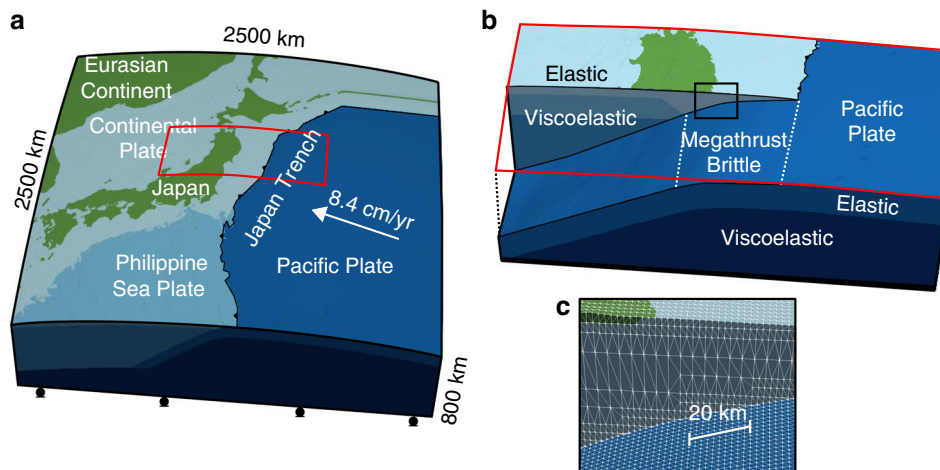 a
2500 km
Eurasian
Continent
Continental
Plate
2500 km
Japan
Japan Trench
8.4 cm/yr
Philippine
Sea Plate
Pacific Plate
800 km
b
Elastic
Viscoelastic
Megathrust
Brittle
Pacific
Plate
Elastic
Viscoelastic
c
20 km